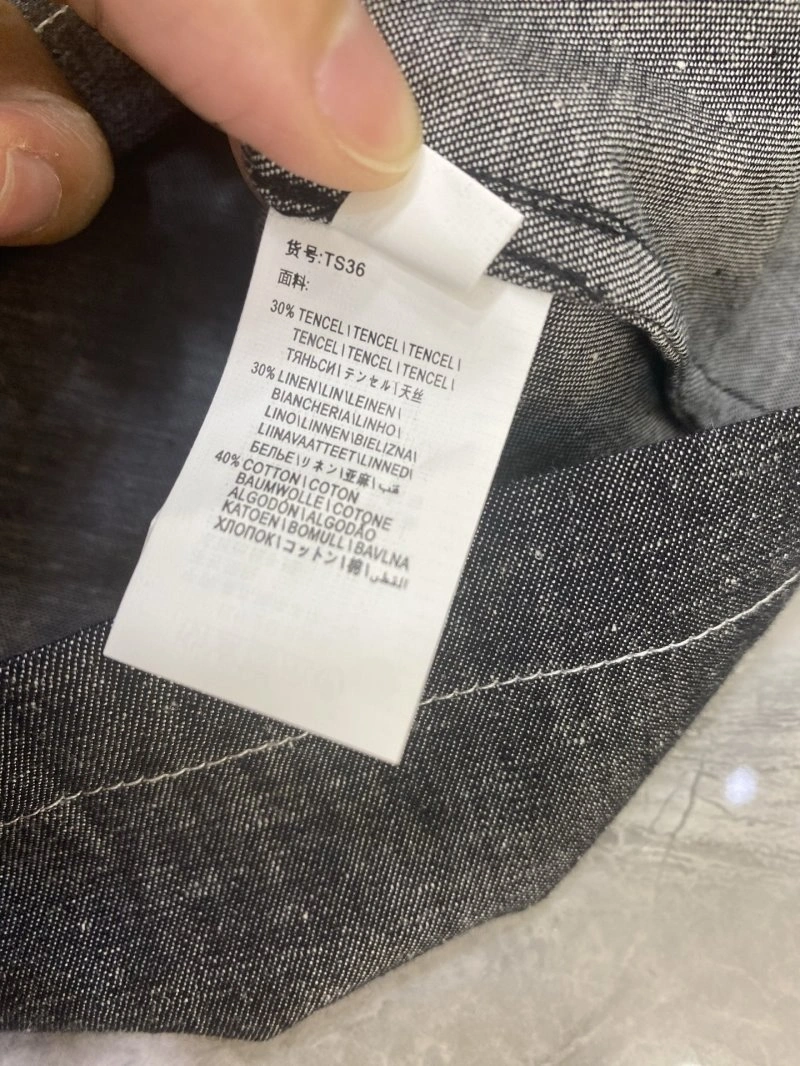 货号:TS36
面料:
30% TENCEL\TENCEL\TENCEL\
TENCEL\TENCEL\TENCEL\
ТЯНЬСИ\テンセル\天丝
30% LINEN\LIN\LEINEN\
BIANCHERIA\LINHO\
LINO\LINNEN\BIELIZNA\
LIINAVAATTEET\LINNED\
БЕЛЬЕ\リネン\亚麻\
40% COTTON\COTON
BAUMWOLLE\COTONE
ALGODÓN\ALGODÃO
KATOEN\BOMULL\BAVLNA
ХЛОПОК\コットン\棉\القطن